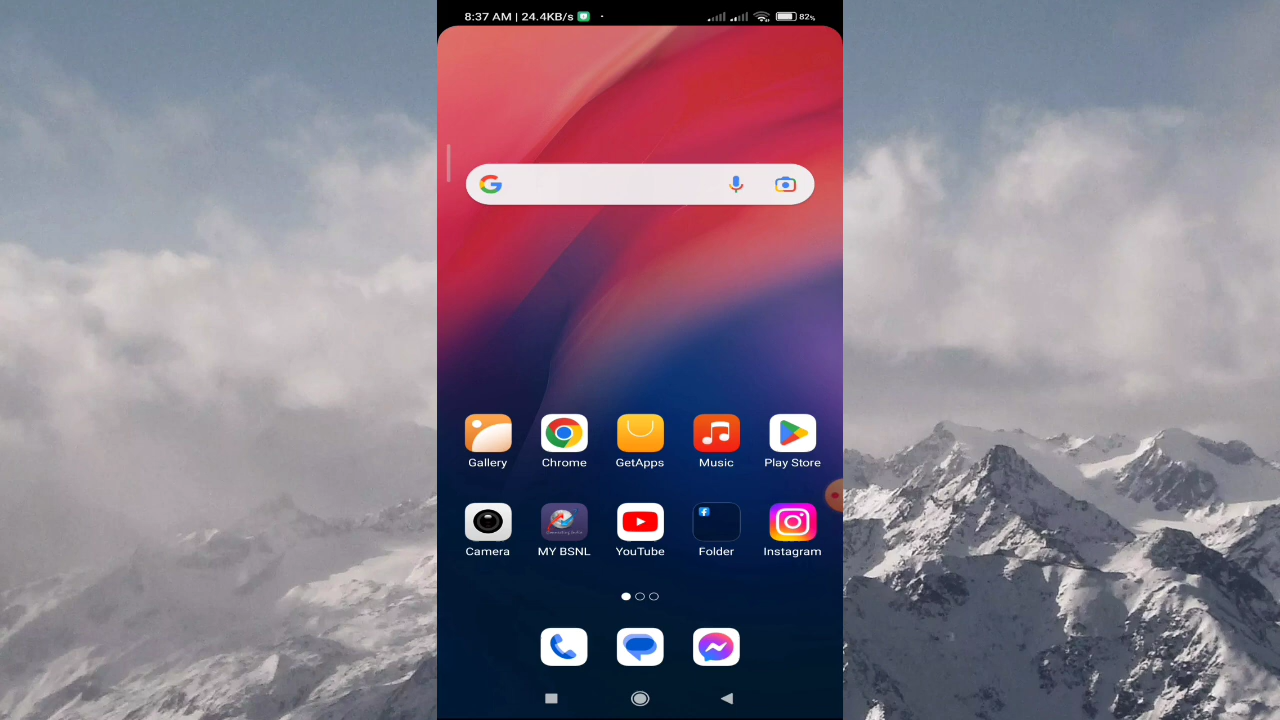 8:37 AM | 24.4KB/s
82%
Gallery
Chrome
GetApps
Music
Play Store
Camera
MY BSNL
YouTube
Folder
Instagram